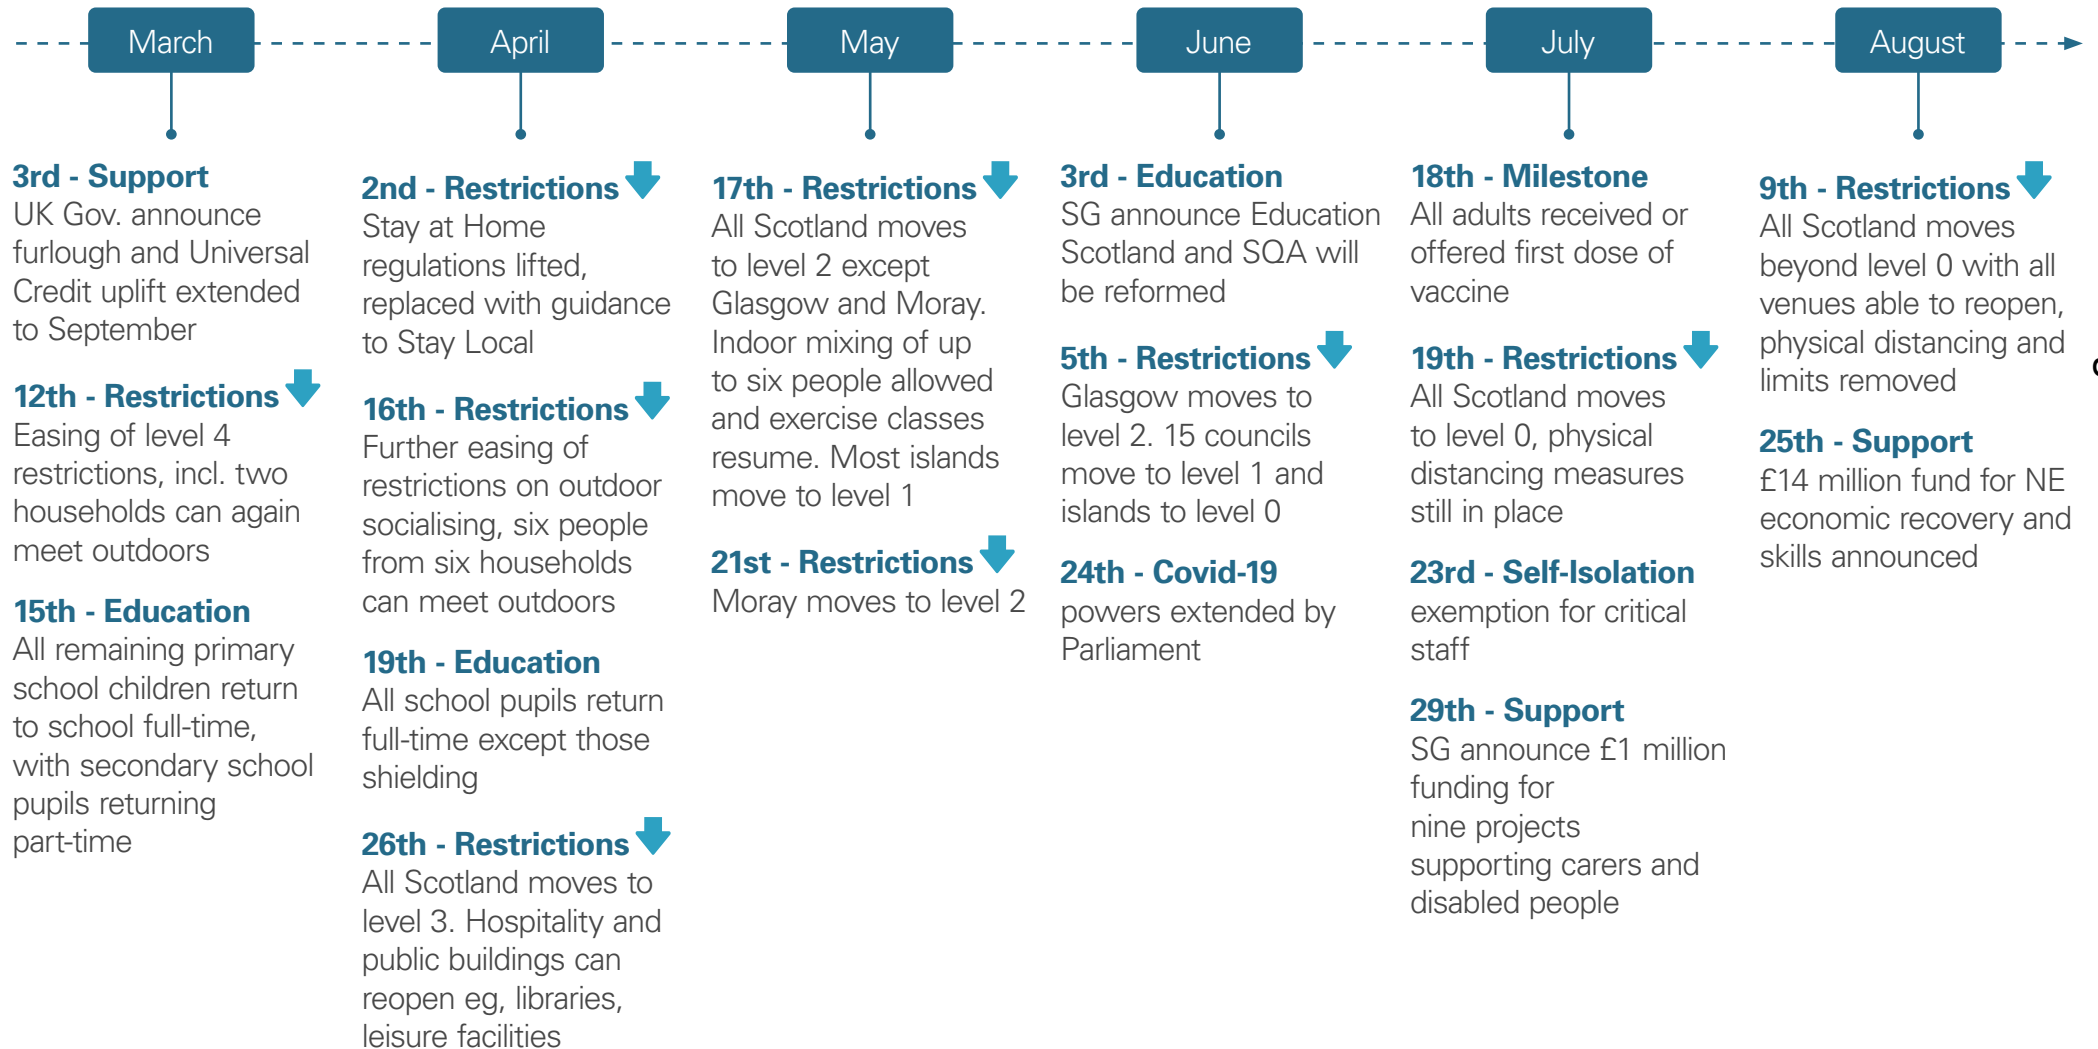 March
April
May
June
July
August
3rd - Support
UK Gov. announce
furlough and Universal
Credit uplift extended
to September
12th - Restrictions
Easing of level 4
restrictions, incl. two
households can again
meet outdoors
15th - Education
All remaining primary
school children return
to school full-time,
with secondary school
pupils returning
part-time
2nd - Restrictions
Stay at Home
regulations lifted,
replaced with guidance
to Stay Local
16th - Restrictions
Further easing of
restrictions on outdoor
socialising, six people
from six households
can meet outdoors
19th - Education
All school pupils return
full-time except those
shielding
26th - Restrictions
All Scotland moves to
level 3. Hospitality and
public buildings can
reopen eg, libraries,
leisure facilities
17th - Restrictions
All Scotland moves
to level 2 except
Glasgow and Moray.
Indoor mixing of up
to six people allowed
and exercise classes
resume. Most islands
move to level 1
21st - Restrictions
Moray moves to level 2
3rd - Education
SG announce Education
Scotland and SQA will
be reformed
5th - Restrictions
Glasgow moves to
level 2. 15 councils
move to level 1 and
islands to level 0
24th - Covid-19
powers extended by
Parliament
18th - Milestone
All adults received or
offered first dose of
vaccine
19th - Restrictions
All Scotland moves
to level 0, physical
distancing measures
still in place
23rd - Self-Isolation
exemption for critical
staff
29th - Support
SG announce £1 million
funding for
nine projects
supporting carers and
disabled people
9th - Restrictions
All Scotland moves
beyond level 0 with all
venues able to reopen,
physical distancing and
limits removed
25th - Support
£14 million fund for NE
economic recovery and
skills announced